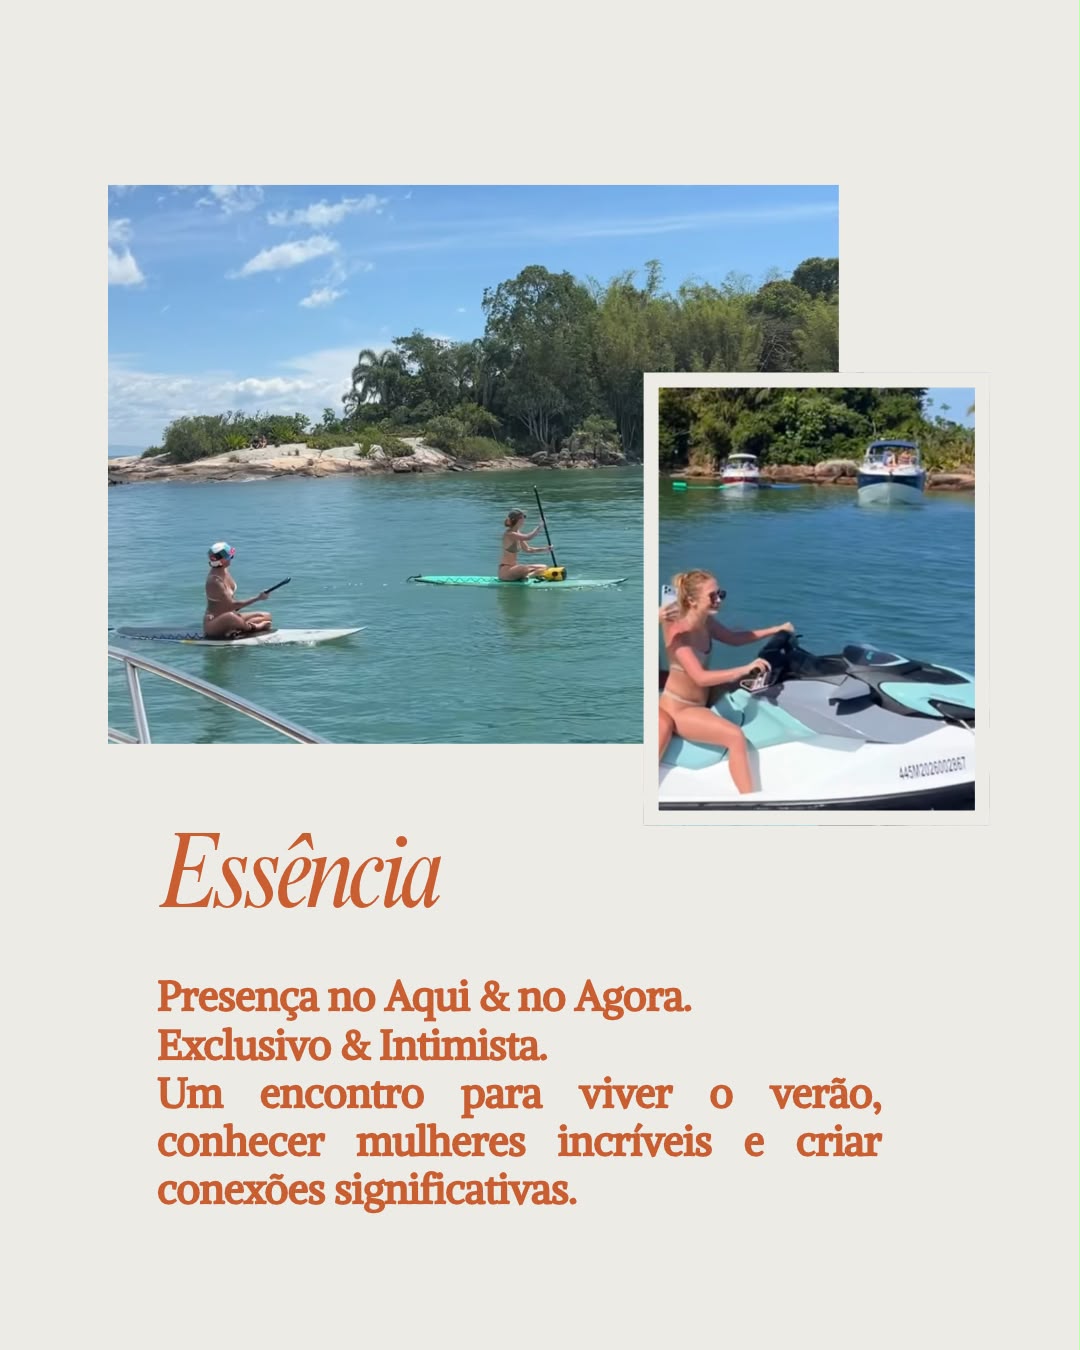 Essência
Presença no Aqui & no Agora.
Exclusivo & Intimista.
Um encontro para viver o verão,
conhecer mulheres incríveis e criar
conexões significativas.
445M2026002867